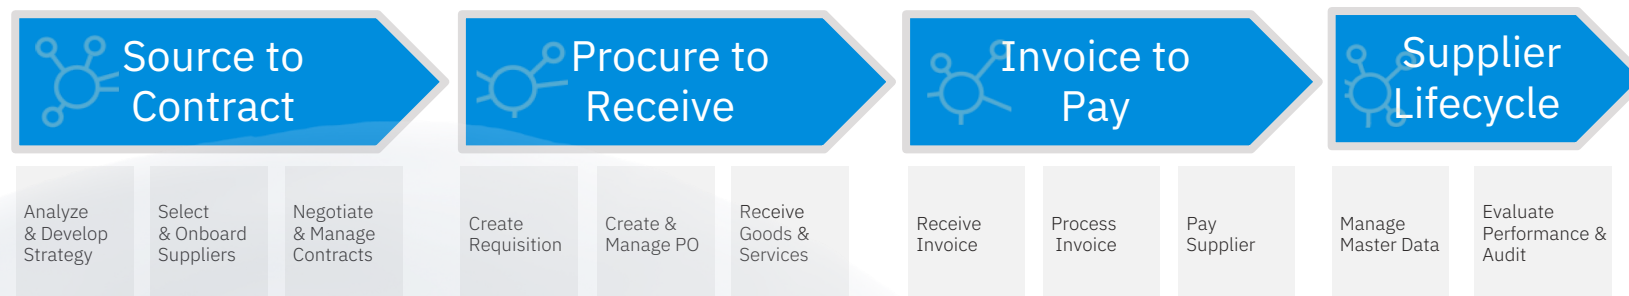 Source to
Contract
Procure to
Receive
Invoice to
Pay
Supplier
Lifecycle
Analyze
& Develop
Strategy
Select
& Onboard
Suppliers
Negotiate
& Manage
Contracts
Create
Requisition
Create &
Manage PO
Receive
Goods &
Services
Receive
Invoice
Process
Invoice
Pay
Supplier
Manage
Master Data
Evaluate
Performance &
Audit